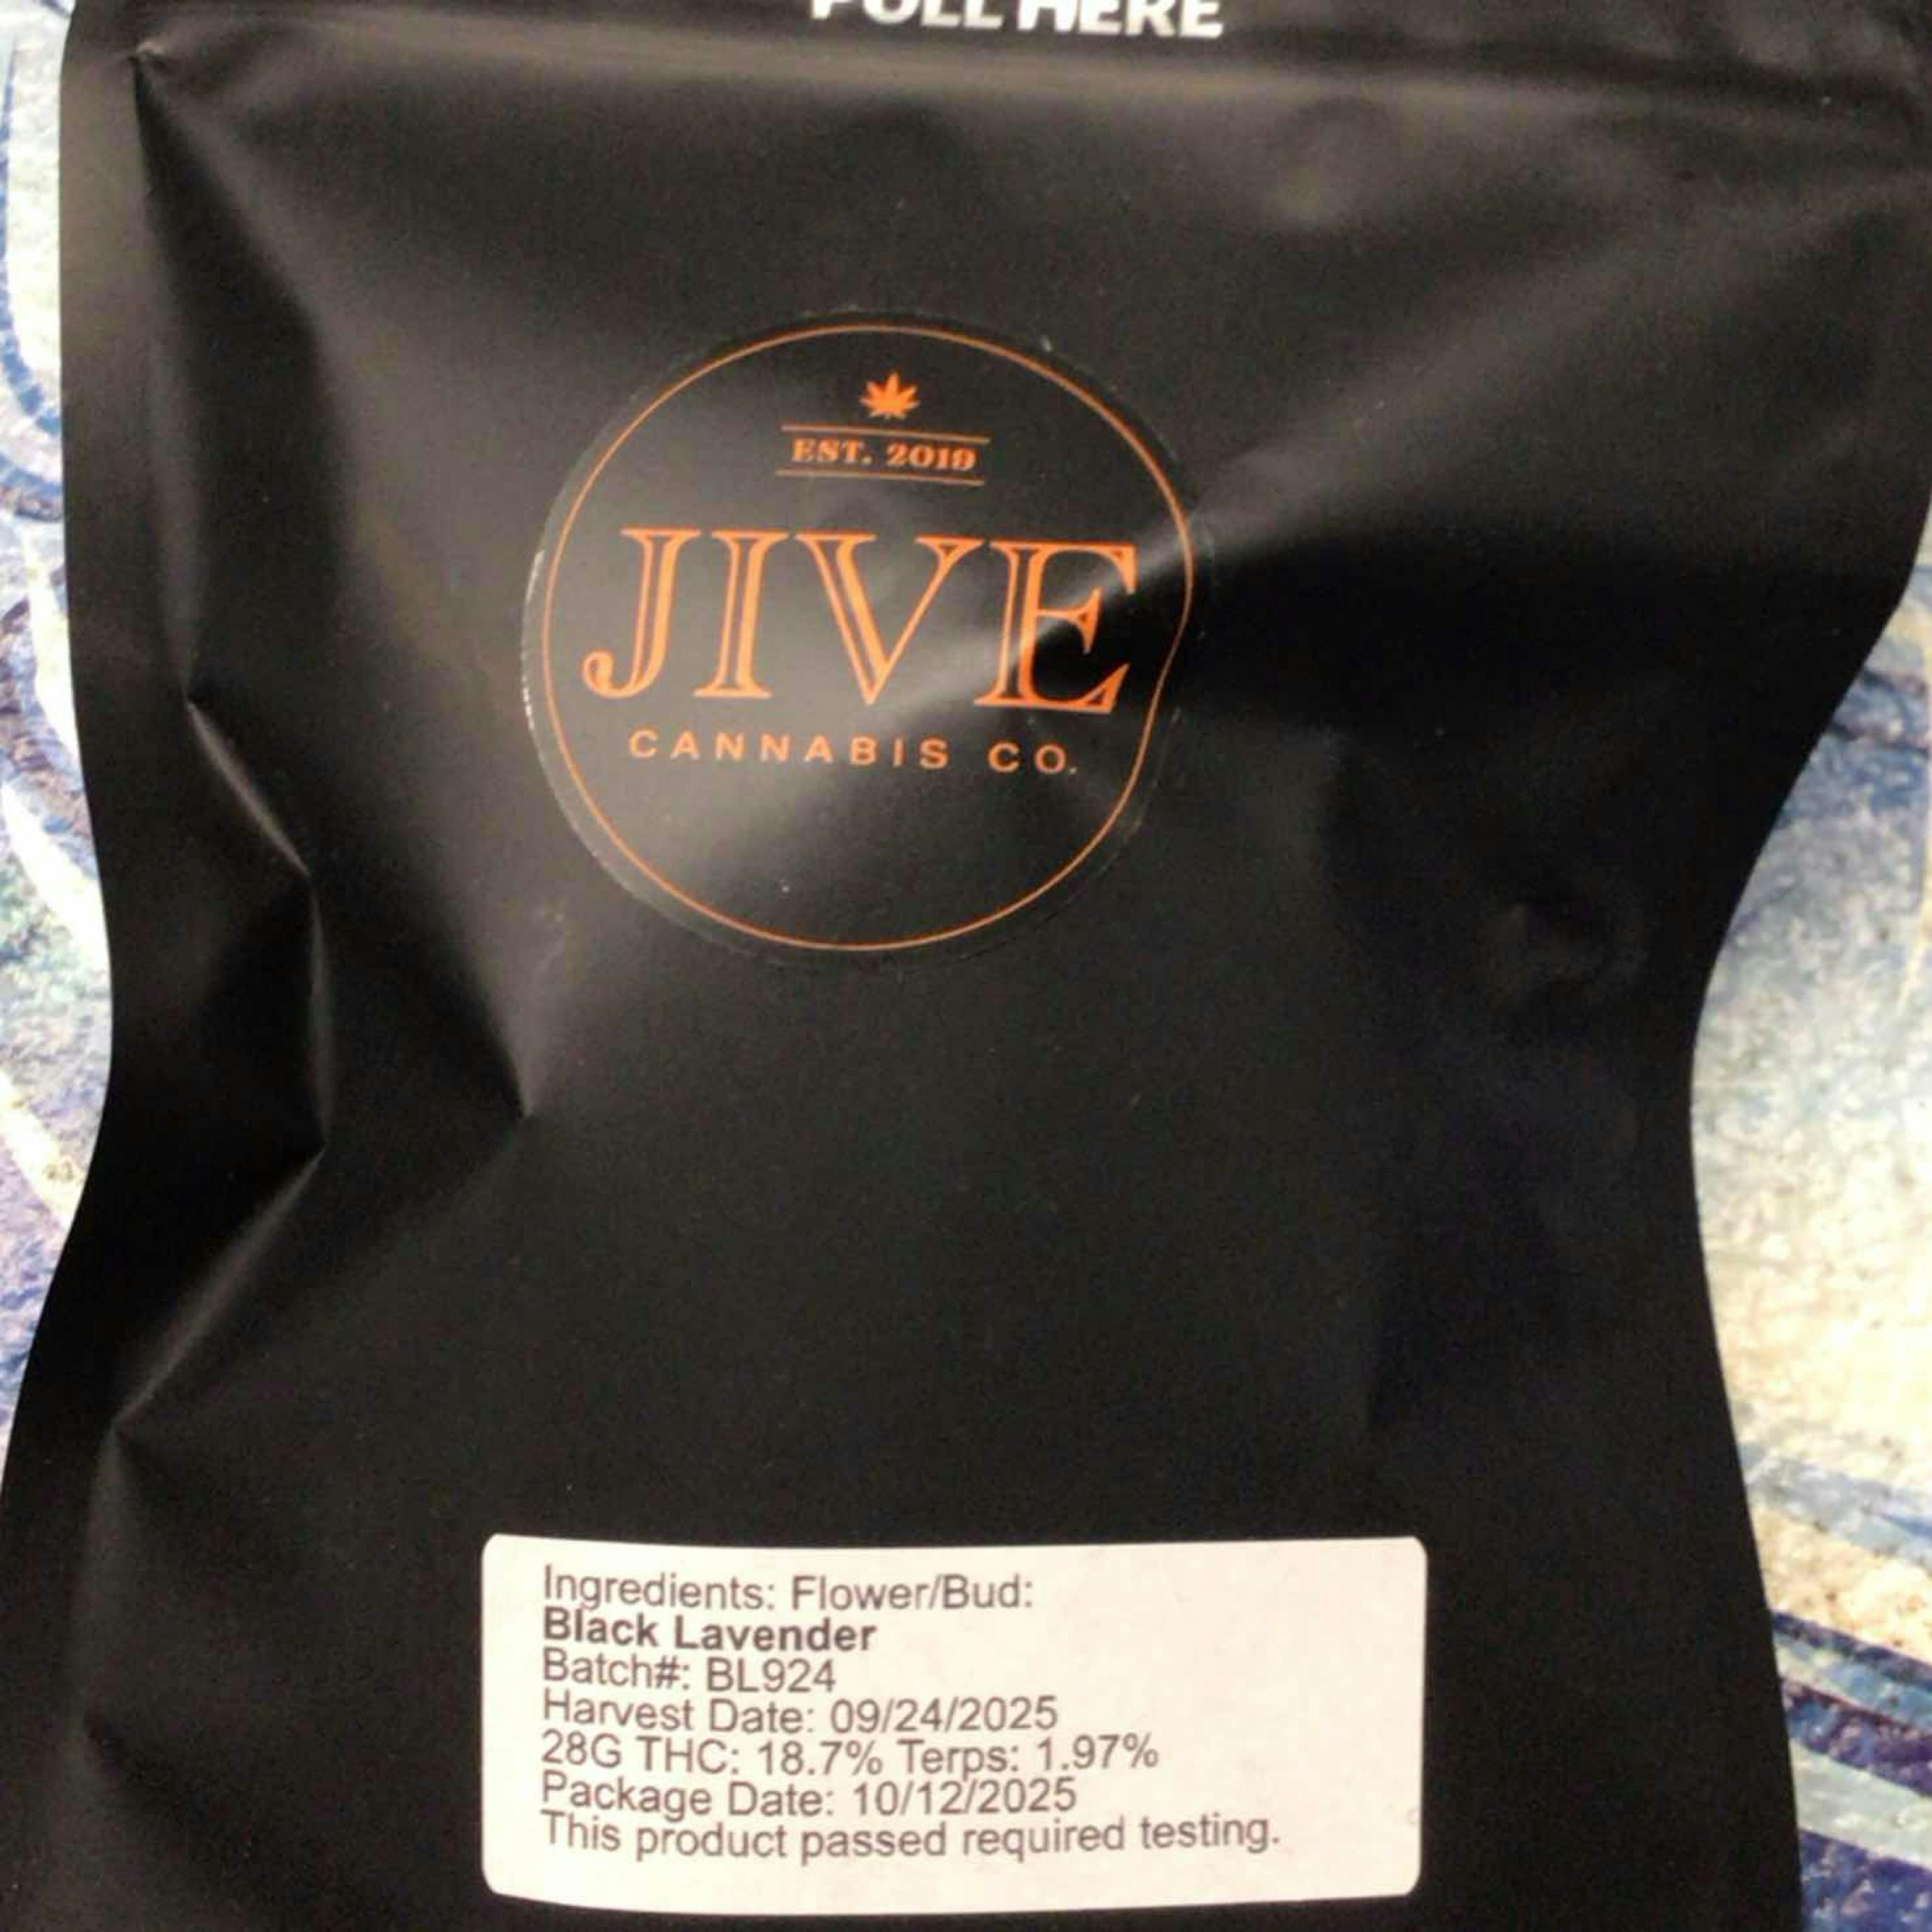 PULL HERE
EST. 2019
JIVE
CANNABIS CO.
Ingredients: Flower/Bud:
Black Lavender
Batch#: BL924
Harvest Date: 09/24/2025
28G THC: 18.7% Terps: 1.97%
Package Date: 10/12/2025
This product passed required testing.